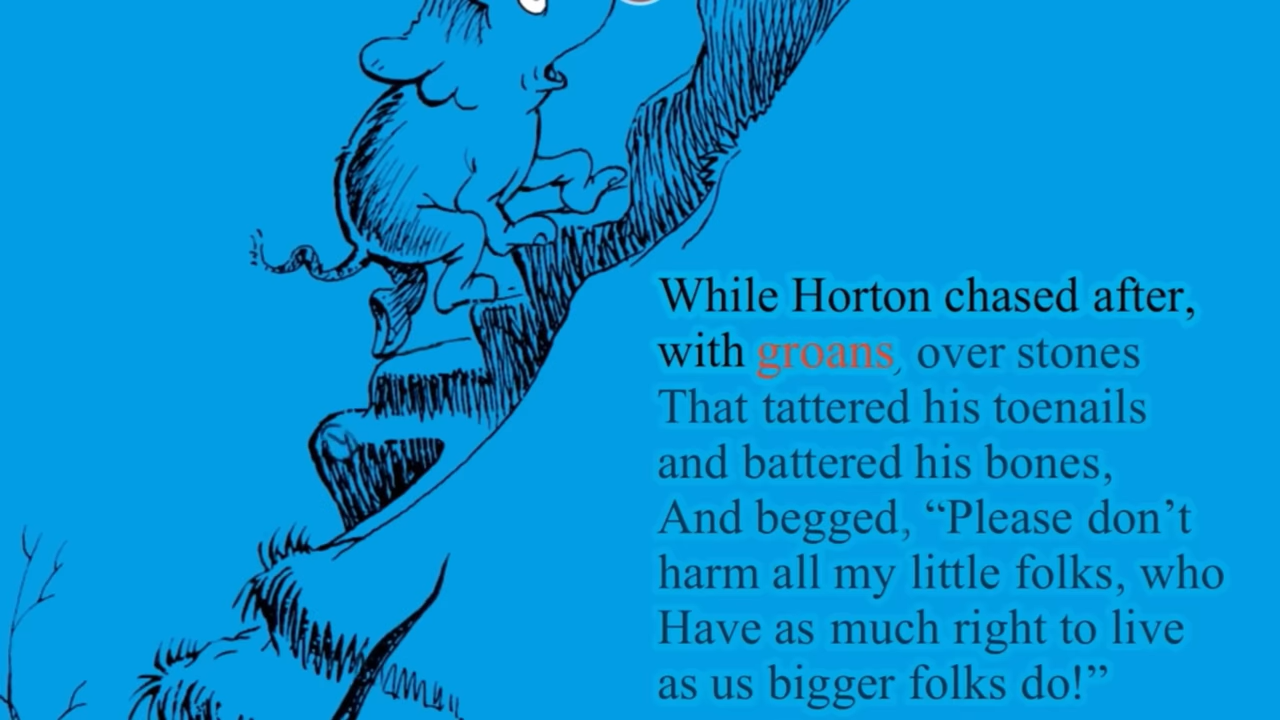 While Horton chased after,
with groans, over stones
That tattered his toenails
and battered his bones,
And begged, “Please don’t
harm all my little folks, who
Have as much right to live
as us bigger folks do!”